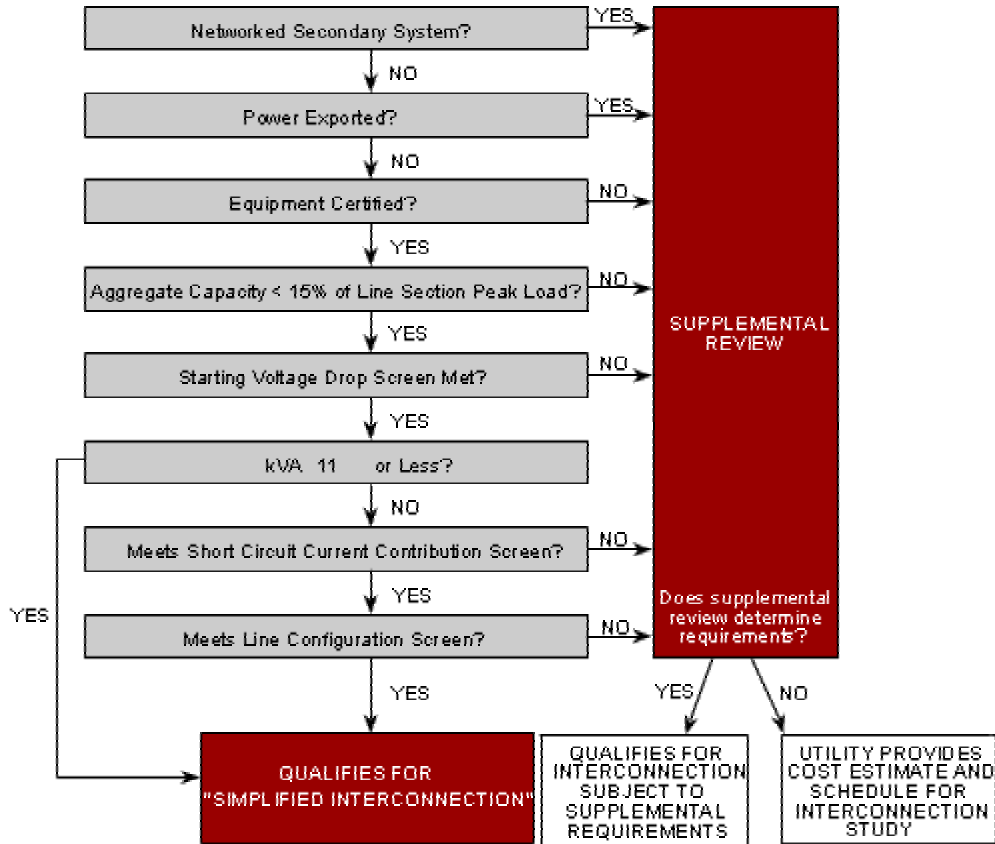 Networked Secondary System?
YES
NO
Power Exported?
YES
NO
Equipment Certified?
NO
YES
Aggregate Capacity < 15% of Line Section Peak Load?
NO
YES
Starting Voltage Drop Screen Met?
NO
YES
kVA 11 or Less?
NO
YES
Meets Short Circuit Current Contribution Screen?
NO
YES
Meets Line Configuration Screen?
NO
YES
SUPPLEMENTAL
REVIEW
Does supplemental
review determine
requirements?
YES
NO
QUALIFIES FOR
"SIMPLIFIED INTERCONNECTION"
QUALIFIES FOR
INTERCONNECTION
SUBJECT TO
SUPPLEMENTAL
REQUIREMENTS
UTILITY PROVIDES
COST ESTIMATE AND
SCHEDULE FOR
INTERCONNECTION
STUDY